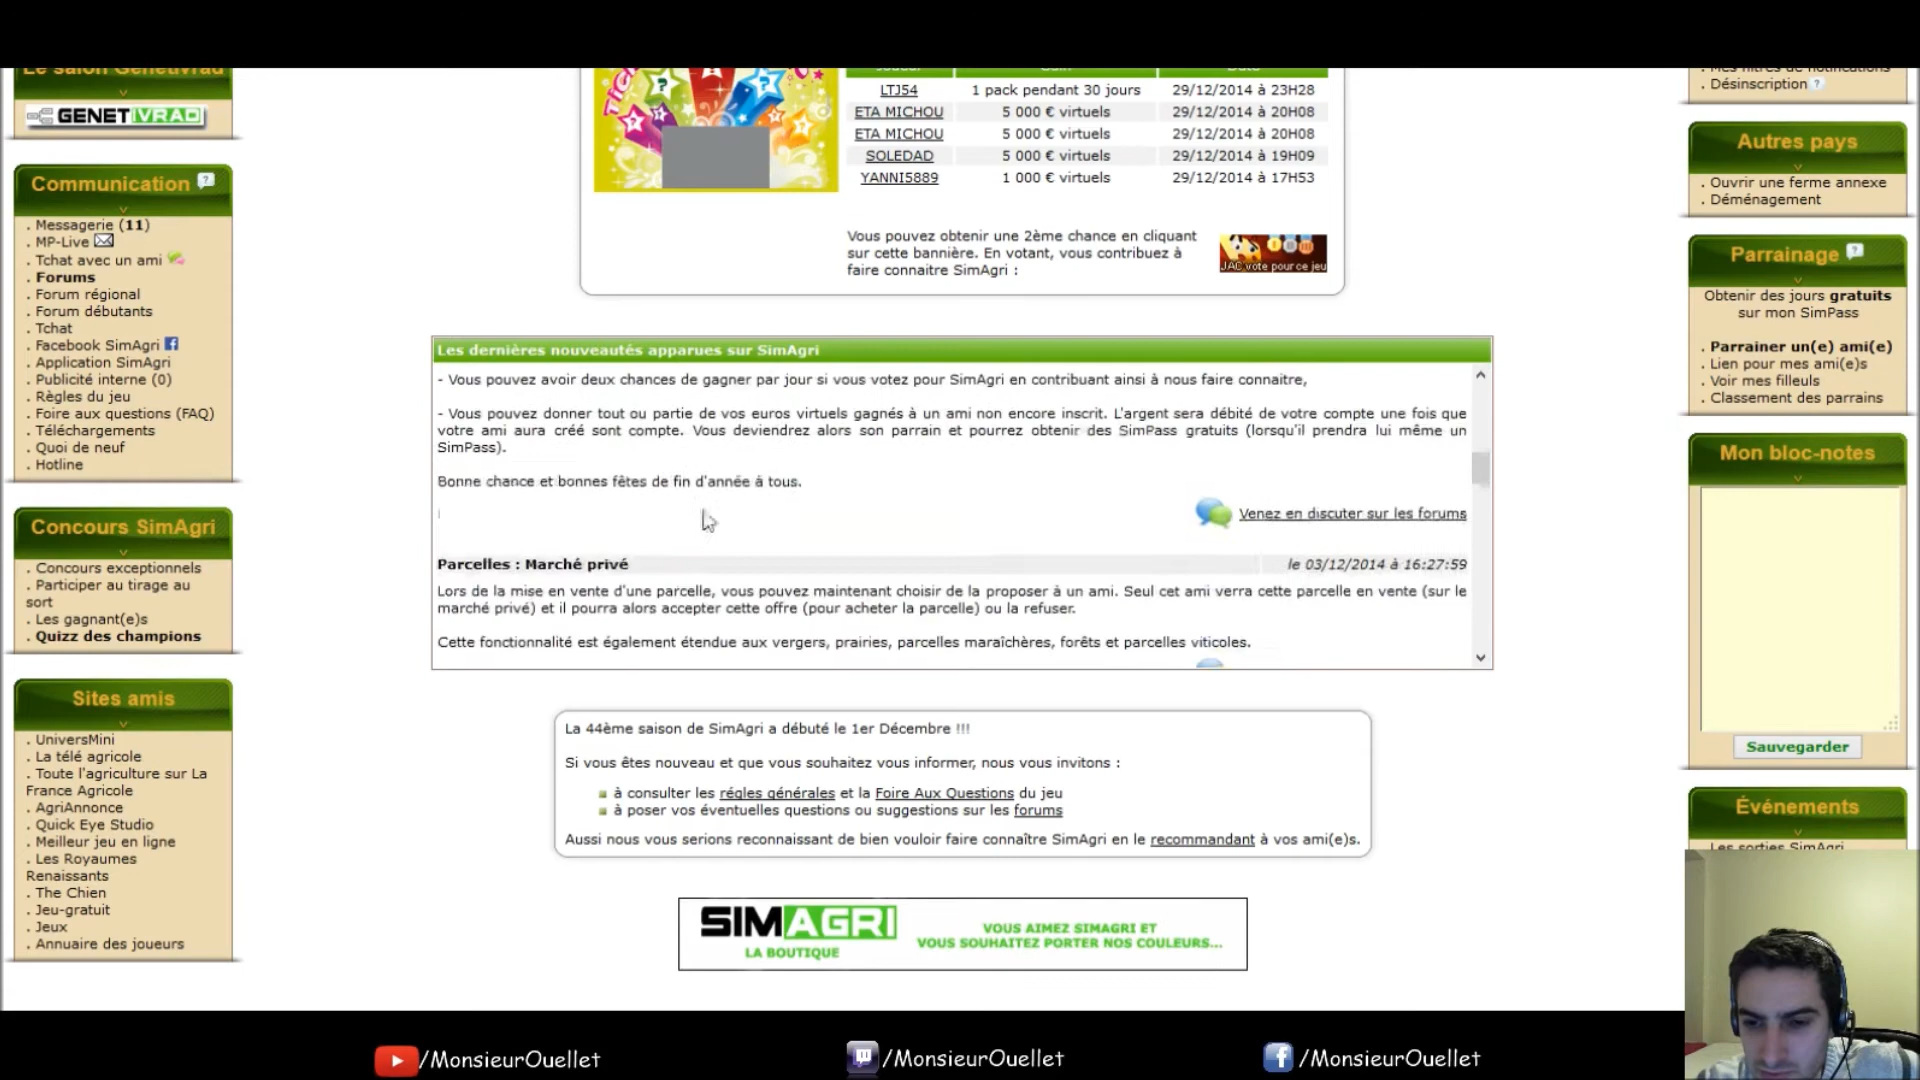 Le salon Genetivrad
GENETIVRAD
Communication ?
. Messagerie (11)
. MP-Live
. Tchat avec un ami
. Forums
. Forum régional
. Forum débutants
. Tchat
. Facebook SimAgri
. Application SimAgri
. Publicité interne (0)
. Règles du jeu
. Foire aux questions (FAQ)
. Téléchargements
. Quoi de neuf
. Hotline
Concours SimAgri
. Concours exceptionnels
. Participer au tirage au
sort
. Les gagnant(e)s
. Quizz des champions
Sites amis
. UniversMini
. La télé agricole
. Toute l'agriculture sur La
France Agricole
. AgriAnnonce
. Quick Eye Studio
. Meilleur jeu en ligne
. Les Royaumes
Renaissants
. The Chien
. Jeu-gratuit
. Jeux
. Annuaire des joueurs
Joueur Gain Date
LTJ54 1 pack pendant 30 jours 29/12/2014 à 23H28
ETA MICHOU 5 000 € virtuels 29/12/2014 à 20H08
ETA MICHOU 5 000 € virtuels 29/12/2014 à 20H08
SOLEDAD 5 000 € virtuels 29/12/2014 à 19H09
YANNI5889 1 000 € virtuels 29/12/2014 à 17H53
Vous pouvez obtenir une 2ème chance en cliquant
sur cette bannière. En votant, vous contribuez à
faire connaitre SimAgri :
JAC vote pour ce jeu
Les dernières nouveautés apparues sur SimAgri
- Vous pouvez avoir deux chances de gagner par jour si vous votez pour SimAgri en contribuant ainsi à nous faire connaitre,
- Vous pouvez donner tout ou partie de vos euros virtuels gagnés à un ami non encore inscrit. L'argent sera débité de votre compte une fois que
votre ami aura créé sont compte. Vous deviendrez alors son parrain et pourrez obtenir des SimPass gratuits (lorsqu'il prendra lui même un
SimPass).
Bonne chance et bonnes fêtes de fin d'année à tous.
Venez en discuter sur les forums
Parcelles : Marché privé le 03/12/2014 à 16:27:59
Lors de la mise en vente d'une parcelle, vous pouvez maintenant choisir de la proposer à un ami. Seul cet ami verra cette parcelle en vente (sur le
marché privé) et il pourra alors accepter cette offre (pour acheter la parcelle) ou la refuser.
Cette fonctionnalité est également étendue aux vergers, prairies, parcelles maraîchères, forêts et parcelles viticoles.
La 44ème saison de SimAgri a débuté le 1er Décembre !!!
Si vous êtes nouveau et que vous souhaitez vous informer, nous vous invitons :
à consulter les régles générales et la Foire Aux Questions du jeu
à poser vos éventuelles questions ou suggestions sur les forums
Aussi nous vous serions reconnaissant de bien vouloir faire connaître SimAgri en le recommandant à vos ami(e)s.
SIMAGRI
LA BOUTIQUE
VOUS AIMEZ SIMAGRI ET
VOUS SOUHAITEZ PORTER NOS COULEURS...
. Mes filtres de notifications
. Désinscription ?
Autres pays
. Ouvrir une ferme annexe
. Déménagement
Parrainage ?
Obtenir des jours gratuits
sur mon SimPass
. Parrainer un(e) ami(e)
. Lien pour mes ami(e)s
. Voir mes filleuls
. Classement des parrains
Mon bloc-notes
Sauvegarder
Événements
. Les sorties SimAgri
/MonsieurOuellet
/MonsieurOuellet
/MonsieurOuellet